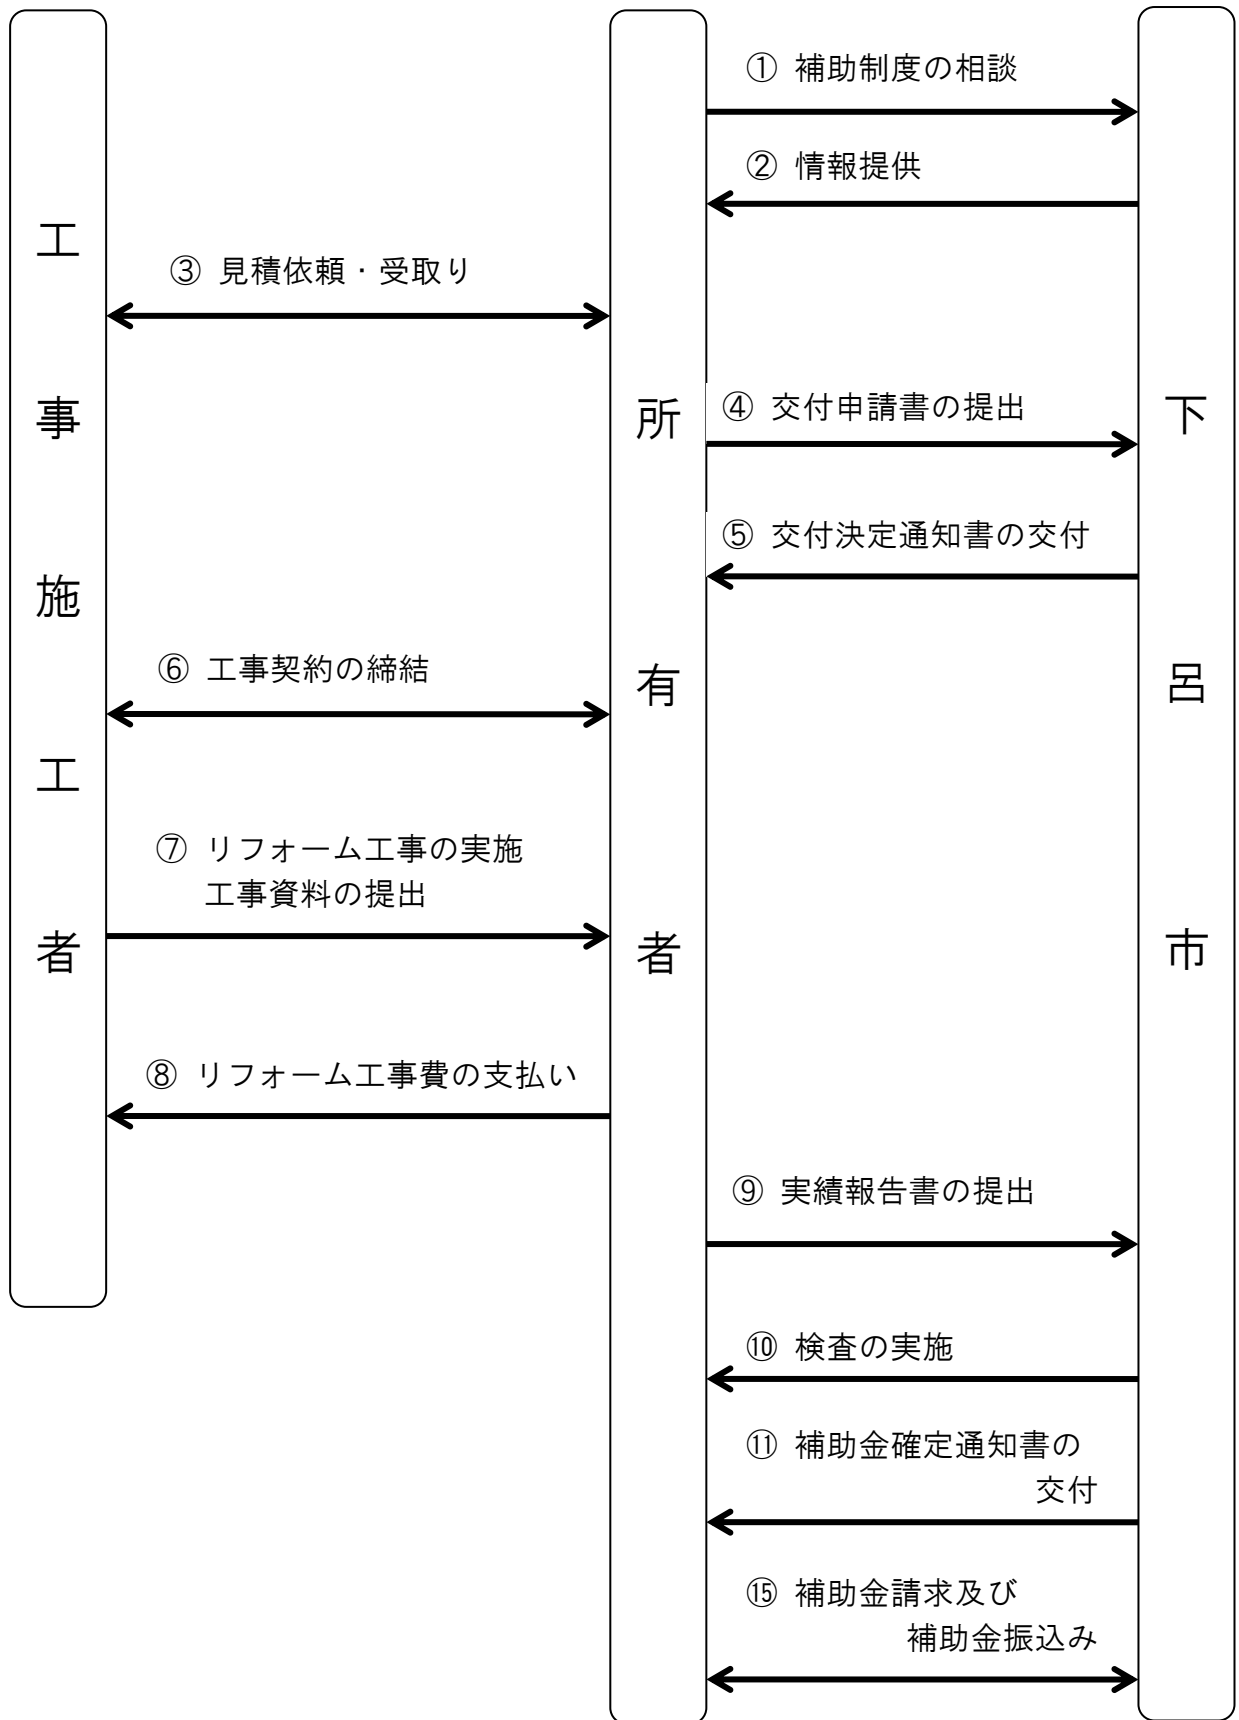 工事施工者
所有者
下呂市
① 補助制度の相談
② 情報提供
③ 見積依頼・受取り
④ 交付申請書の提出
⑤ 交付決定通知書の交付
⑥ 工事契約の締結
⑦ リフォーム工事の実施
工事資料の提出
⑧ リフォーム工事費の支払い
⑨ 実績報告書の提出
⑩ 検査の実施
⑪ 補助金確定通知書の
交付
⑮ 補助金請求及び
補助金振込み